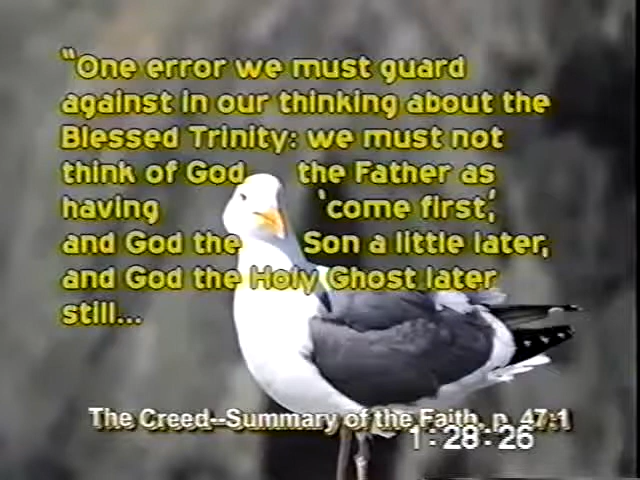 “One error we must guard
against in our thinking about the
Blessed Trinity: we must not
think of God the Father as
having ‘come first,’
and God the Son a little later,
and God the Holy Ghost later
still...
The Creed--Summary of the Faith, p. 47:1
1:28:26